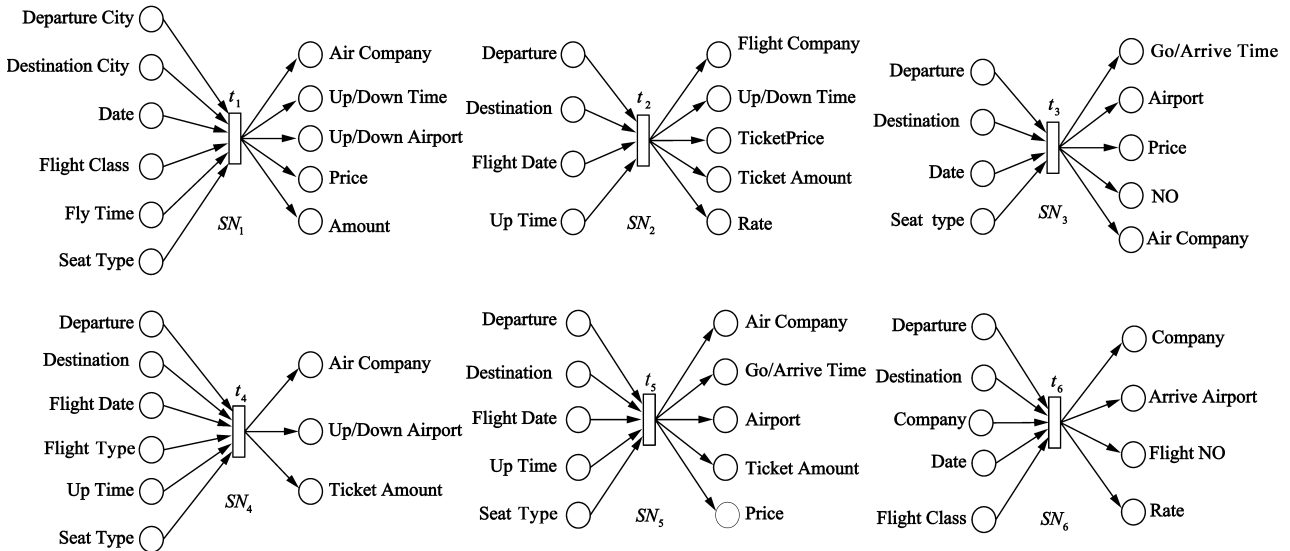 Departure City
Destination City
Date
Flight Class
Fly Time
Seat Type
t1
SN1
Air Company
Up/Down Time
Up/Down Airport
Price
Amount
Departure
Destination
Flight Date
Up Time
t2
SN2
Flight Company
Up/Down Time
TicketPrice
Ticket Amount
Rate
Departure
Destination
Date
Seat type
t3
SN3
Go/Arrive Time
Airport
Price
NO
Air Company
Departure
Destination
Flight Date
Flight Type
Up Time
Seat Type
t4
SN4
Air Company
Up/Down Airport
Ticket Amount
Departure
Destination
Flight Date
Up Time
Seat Type
t5
SN5
Air Company
Go/Arrive Time
Airport
Ticket Amount
Price
Departure
Destination
Company
Date
Flight Class
t6
SN6
Company
Arrive Airport
Flight NO
Rate